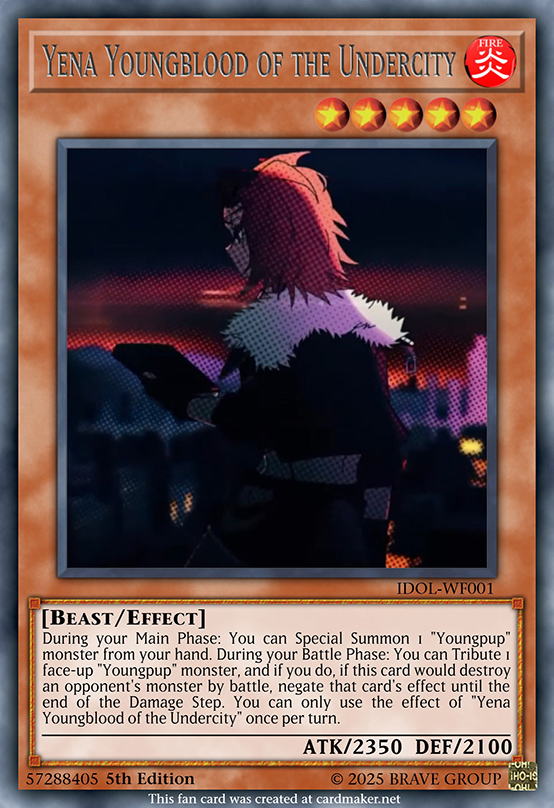 Yena Youngblood of the Undercity
FIRE
炎
IDOL-WF001
[Beast/Effect]
During your Main Phase: You can Special Summon 1 "Youngpup"
monster from your hand. During your Battle Phase: You can Tribute 1
face-up "Youngpup" monster, and if you do, if this card would destroy
an opponent's monster by battle, negate that card's effect until the
end of the Damage Step. You can only use the effect of "Yena
Youngblood of the Undercity" once per turn.
ATK/2350 DEF/2100
57288405 5th Edition
© 2025 BRAVE GROUP
This fan card was created at cardmaker.net